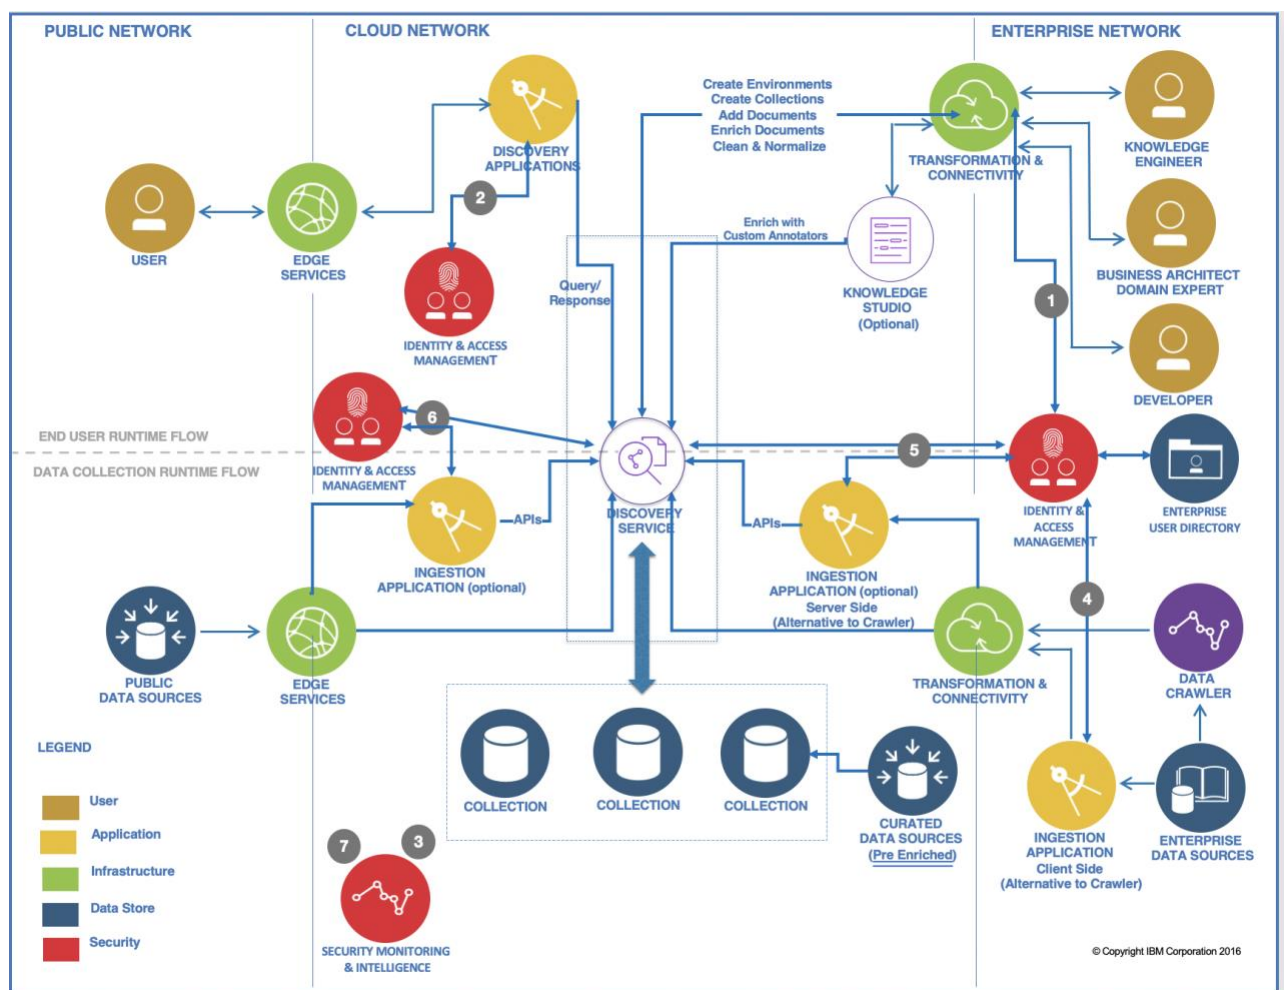 PUBLIC NETWORK
CLOUD NETWORK
ENTERPRISE NETWORK
Create Environments
Create Collections
Add Documents
Enrich Documents
Clean & Normalize
DISCOVERY
APPLICATIONS
TRANSFORMATION &
CONNECTIVITY
KNOWLEDGE
ENGINEER
2
USER
EDGE
SERVICES
Enrich with
Custom Annotators
BUSINESS ARCHITECT
DOMAIN EXPERT
Query/
Response
KNOWLEDGE
STUDIO
(Optional)
1
IDENTITY & ACCESS
MANAGEMENT
DEVELOPER
6
END USER RUNTIME FLOW
DATA COLLECTION RUNTIME FLOW
IDENTITY & ACCESS
MANAGEMENT
5
DISCOVERY
SERVICE
APIs
APIs
IDENTITY &
ACCESS
MANAGEMENT
ENTERPRISE
USER DIRECTORY
INGESTION
APPLICATION (optional)
INGESTION
APPLICATION (optional)
Server Side
(Alternative to Crawler)
4
PUBLIC
DATA SOURCES
EDGE
SERVICES
TRANSFORMATION &
CONNECTIVITY
DATA
CRAWLER
COLLECTION
COLLECTION
COLLECTION
CURATED
DATA SOURCES
(Pre Enriched)
INGESTION
APPLICATION
Client Side
(Alternative to Crawler)
ENTERPRISE
DATA SOURCES
LEGEND
User
Application
Infrastructure
Data Store
Security
7
3
SECURITY MONITORING
& INTELLIGENCE
© Copyright IBM Corporation 2016